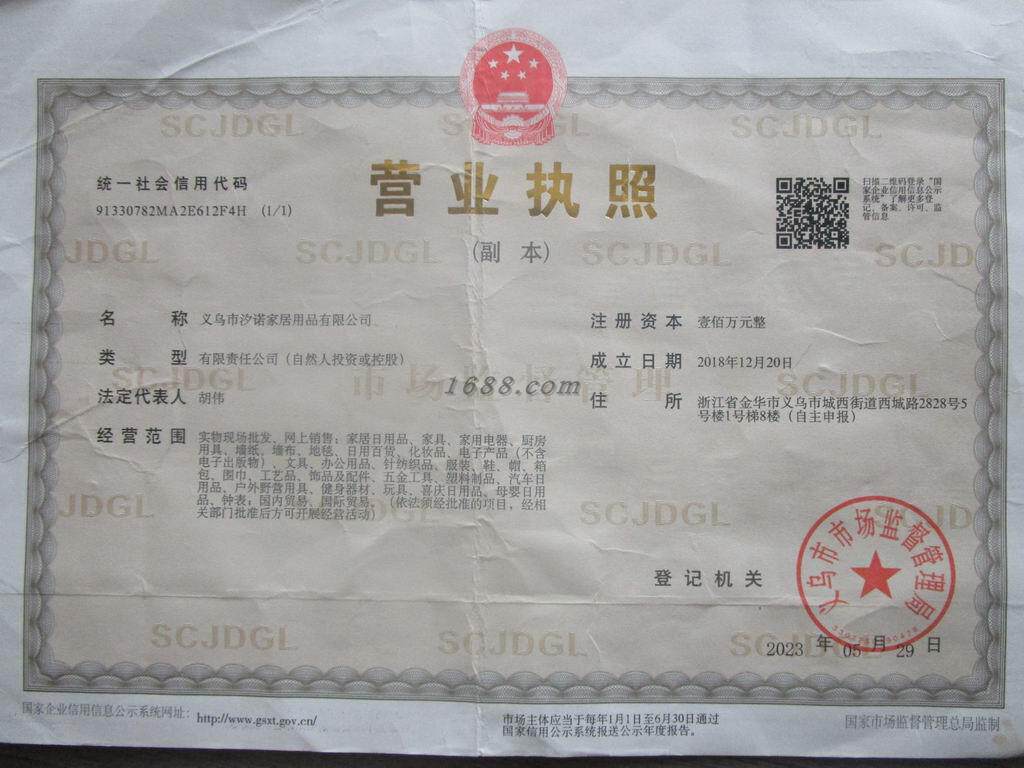 营业执照
(副 本)
统一社会信用代码
91330782MA2E612F4H (1/1)
扫描二维码登录“国
家企业信用信息公示
系统”了解更多登
记、备案、许可、监
管信息
名 称 义乌市汐诺家居用品有限公司
类 型 有限责任公司（自然人投资或控股）
法定代表人 胡伟
经营范围 实物现场批发、网上销售：家居日用品、家具、家用电器、厨房
用具、墙纸、墙布、地毯、日用百货、化妆品、电子产品（不含
电子出版物）、文具、办公用品、针纺织品、服装、鞋、帽、箱
包、围巾、工艺品、饰品及配件、五金工具、塑料制品、汽车日
用品、户外野营用具、健身器材、玩具、喜庆日用品、母婴日用
品、钟表；国内贸易、国际贸易。（依法须经批准的项目，经相
关部门批准后方可开展经营活动）
注册资本 壹佰万元整
成立日期 2018年12月20日
住 所 浙江省金华市义乌市城西街道西城路2828号5
号楼1号梯8楼（自主申报）
1688.com
市场监督管理
SCJDGL
登记机关
义乌市市场监督管理局
2023 年 05 月 29 日
国家企业信用信息公示系统网址：http://www.gsxt.gov.cn/
市场主体应当于每年1月1日至6月30日通过
国家信用公示系统报送公示年度报告。
国家市场监督管理总局监制